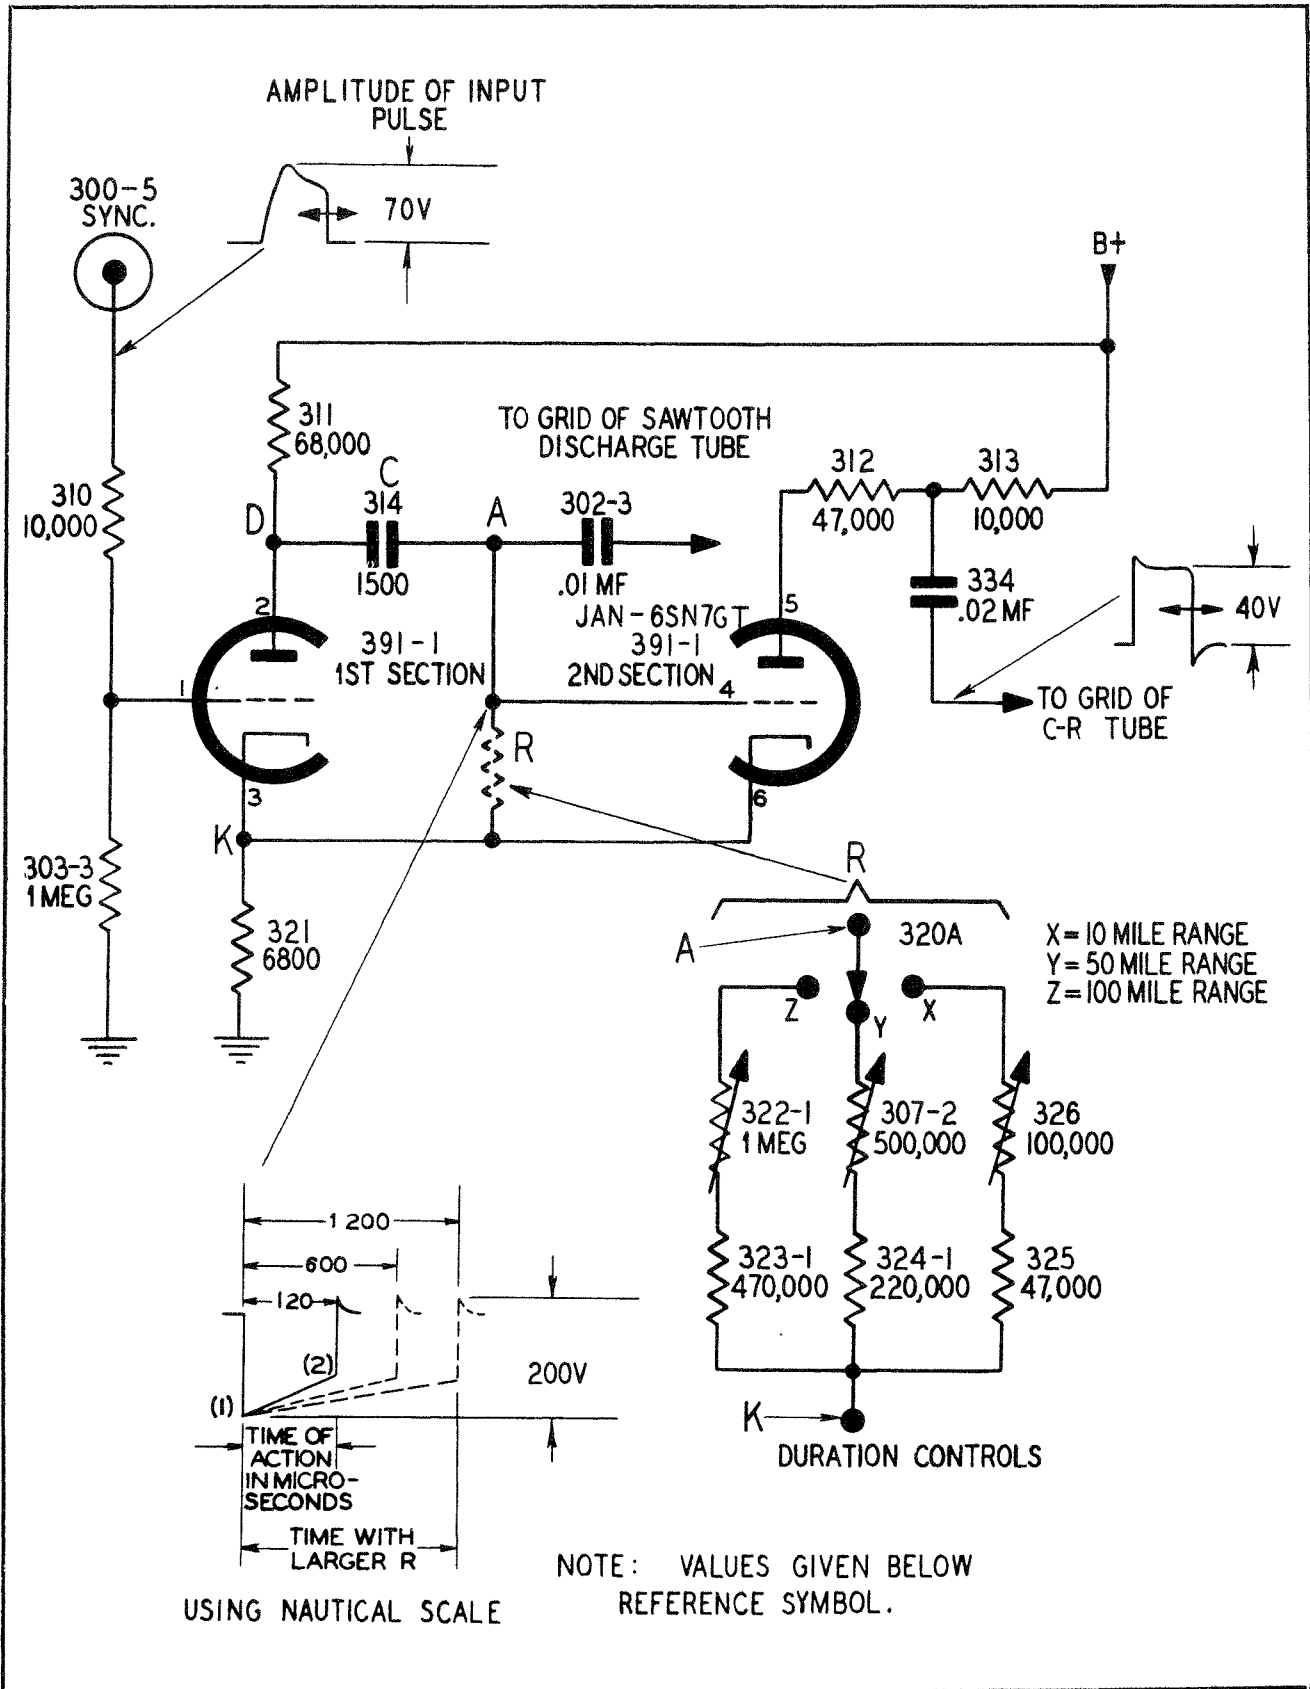 AMPLITUDE OF INPUT
PULSE
300-5
SYNC.
70V
B+
311
68,000
TO GRID OF SAWTOOTH
DISCHARGE TUBE
310
10,000
D
C
314
1500
A
302-3
.01 MF
312
47,000
313
10,000
334
.02 MF
40V
JAN-6SN7GT
2
391-1
1ST SECTION
391-1
2ND SECTION
5
1
4
TO GRID OF
C-R TUBE
R
3
6
K
303-3
1 MEG
321
6800
R
A
320A
X = 10 MILE RANGE
Y = 50 MILE RANGE
Z = 100 MILE RANGE
Z
Y
X
322-1
1 MEG
307-2
500,000
326
100,000
323-1
470,000
324-1
220,000
325
47,000
K
DURATION CONTROLS
1 200
600
120
(2)
(1)
200V
TIME OF
ACTION
IN MICRO-
SECONDS
TIME WITH
LARGER R
USING NAUTICAL SCALE
NOTE: VALUES GIVEN BELOW
REFERENCE SYMBOL.